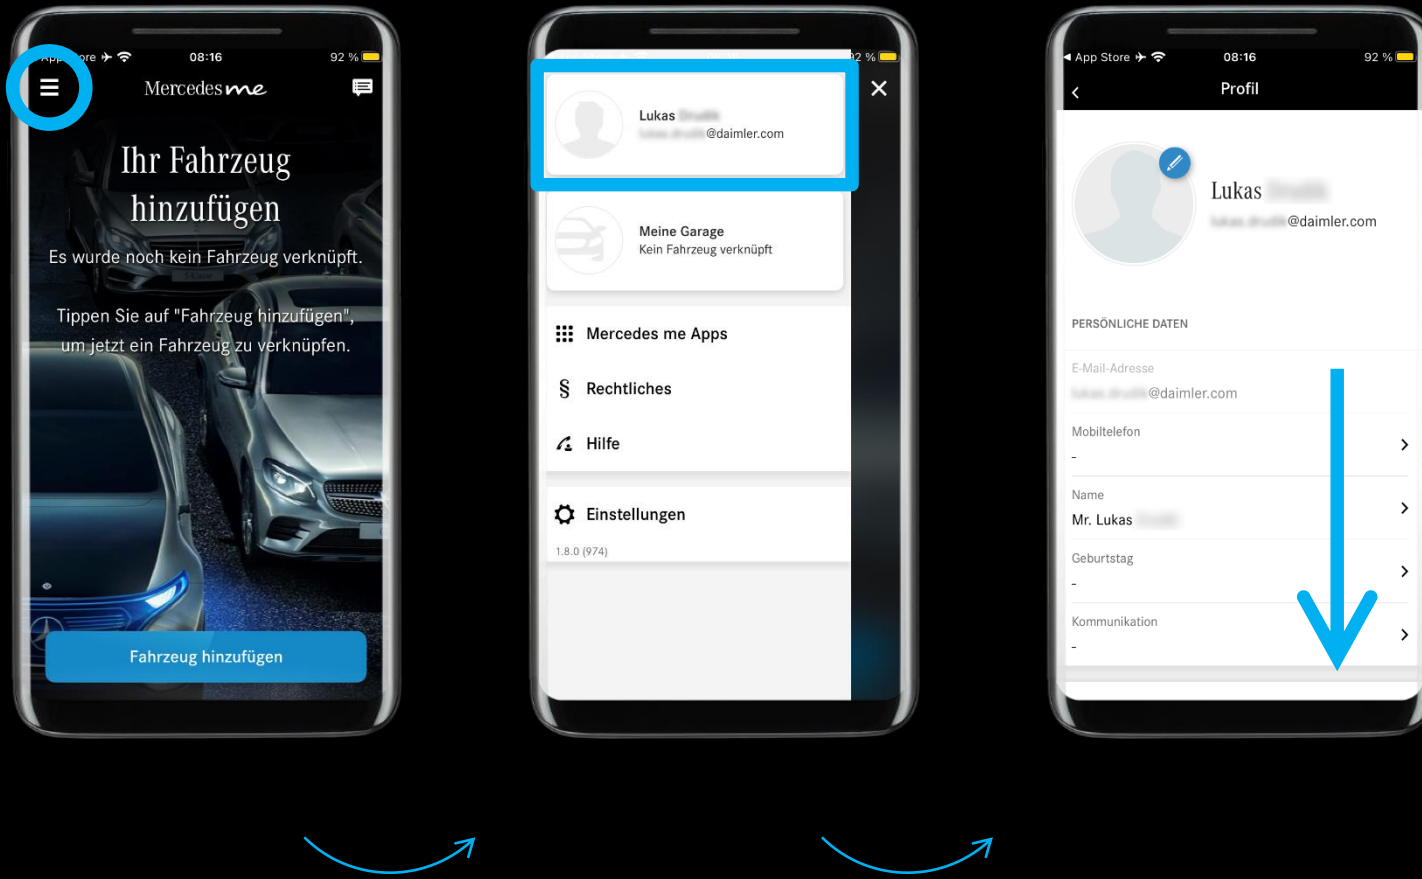 App Store
08:16
92 %
Mercedes me
Ihr Fahrzeug
hinzufügen
Es wurde noch kein Fahrzeug verknüpft.
Tippen Sie auf "Fahrzeug hinzufügen",
um jetzt ein Fahrzeug zu verknüpfen.
Fahrzeug hinzufügen
92 %
Lukas
@daimler.com
Meine Garage
Kein Fahrzeug verknüpft
Mercedes me Apps
§ Rechtliches
Hilfe
Einstellungen
1.8.0 (974)
App Store
08:16
92 %
Profil
Lukas
@daimler.com
PERSÖNLICHE DATEN
E-Mail-Adresse
@daimler.com
Mobiltelefon
-
Name
Mr. Lukas
Geburtstag
-
Kommunikation
-